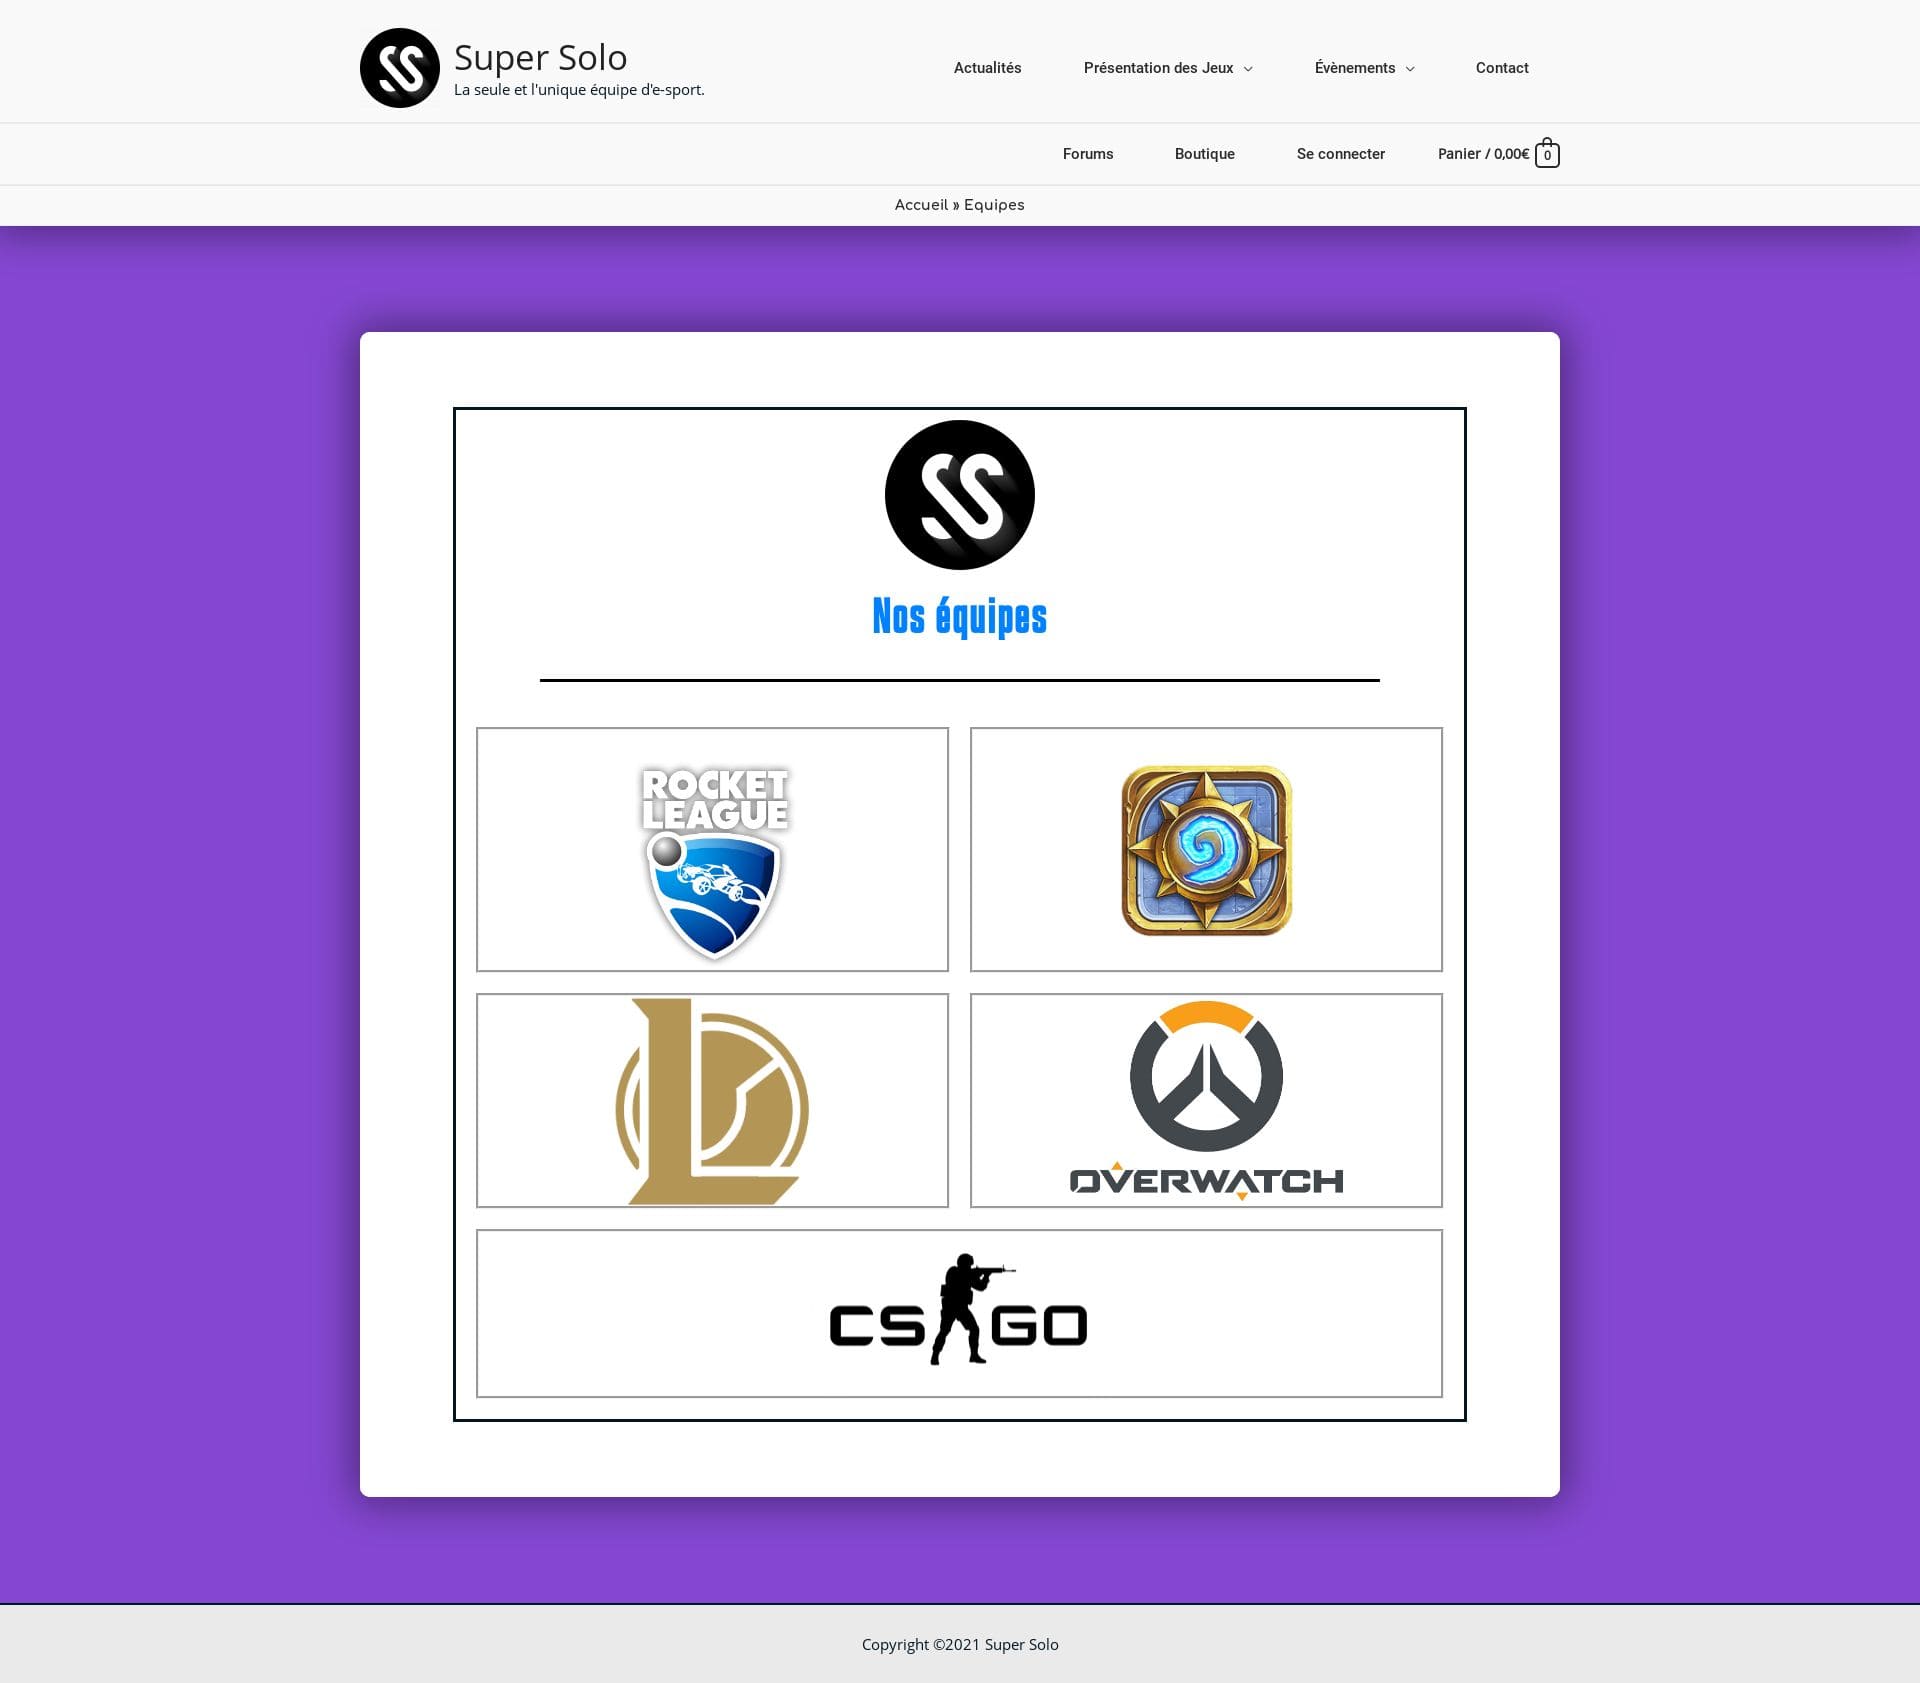 Super Solo
La seule et l'unique équipe d'e-sport.
Actualités
Présentation des Jeux
Évènements
Contact
Forums
Boutique
Se connecter
Panier / 0,00€
0
Accueil » Equipes
Nos équipes
ROCKET
LEAGUE
OVERWATCH
CS GO
Copyright ©2021 Super Solo